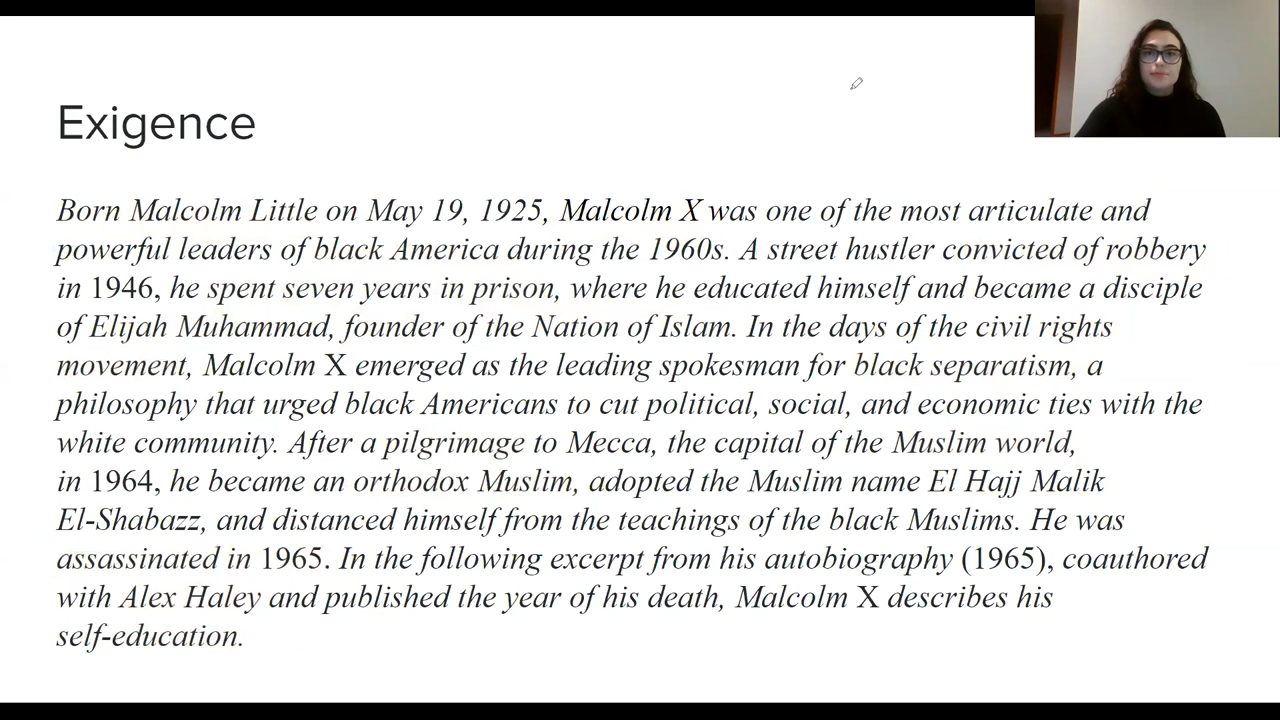 Exigence
Born Malcolm Little on May 19, 1925, Malcolm X was one of the most articulate and
powerful leaders of black America during the 1960s. A street hustler convicted of robbery
in 1946, he spent seven years in prison, where he educated himself and became a disciple
of Elijah Muhammad, founder of the Nation of Islam. In the days of the civil rights
movement, Malcolm X emerged as the leading spokesman for black separatism, a
philosophy that urged black Americans to cut political, social, and economic ties with the
white community. After a pilgrimage to Mecca, the capital of the Muslim world,
in 1964, he became an orthodox Muslim, adopted the Muslim name El Hajj Malik
El-Shabazz, and distanced himself from the teachings of the black Muslims. He was
assassinated in 1965. In the following excerpt from his autobiography (1965), coauthored
with Alex Haley and published the year of his death, Malcolm X describes his
self-education.